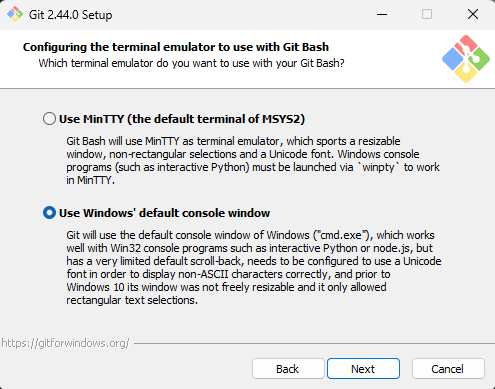 Git 2.44.0 Setup
Configuring the terminal emulator to use with Git Bash
Which terminal emulator do you want to use with your Git Bash?
Use MinTTY (the default terminal of MSYS2)
Git Bash will use MinTTY as terminal emulator, which sports a resizable
window, non-rectangular selections and a Unicode font. Windows console
programs (such as interactive Python) must be launched via `winpty` to work
in MinTTY.
Use Windows' default console window
Git will use the default console window of Windows ("cmd.exe"), which works
well with Win32 console programs such as interactive Python or node.js, but
has a very limited default scroll-back, needs to be configured to use a Unicode
font in order to display non-ASCII characters correctly, and prior to
Windows 10 its window was not freely resizable and it only allowed
rectangular text selections.
https://gitforwindows.org/
Back
Next
Cancel